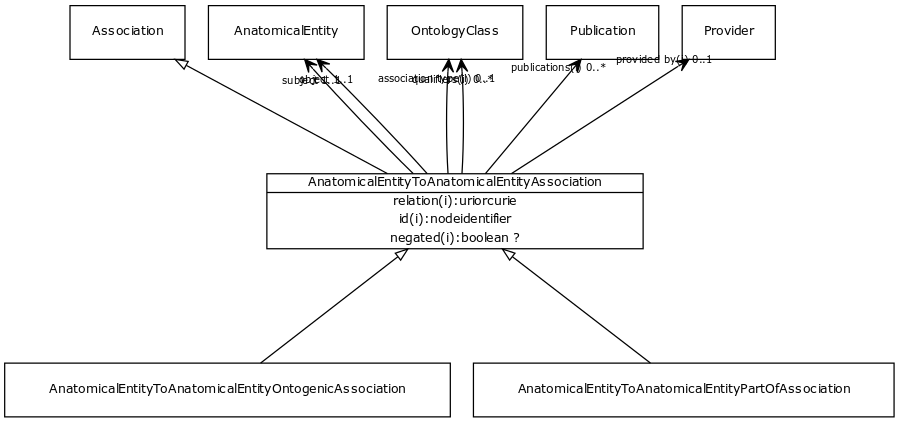 Association
AnatomicalEntity
OntologyClass
Publication
Provider
provided by(i) 0..1
publications(i) 0..*
subject 1..1
object 1..1
association type(i) 0..1
qualifiers(i) 0..*
AnatomicalEntityToAnatomicalEntityAssociation
relation(i):uriorcurie
id(i):nodeidentifier
negated(i):boolean ?
AnatomicalEntityToAnatomicalEntityOntogenicAssociation
AnatomicalEntityToAnatomicalEntityPartOfAssociation